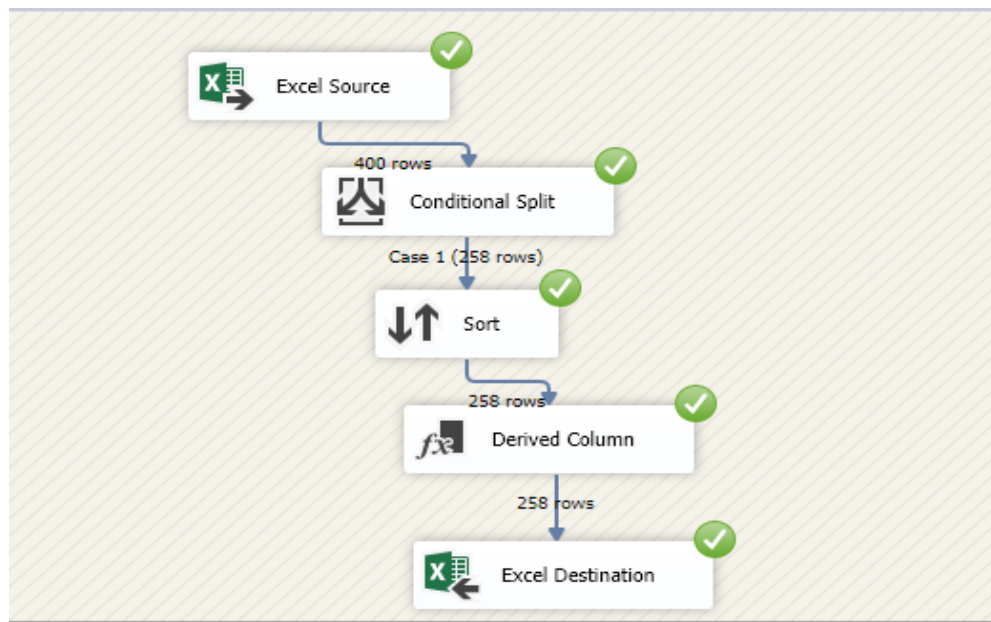 Excel Source
400 rows
Conditional Split
Case 1 (258 rows)
Sort
258 rows
Derived Column
258 rows
Excel Destination